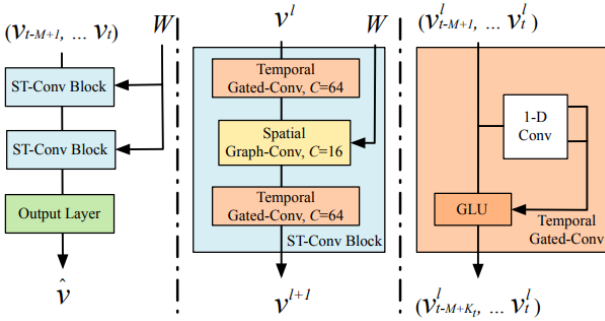 (v_{t-M+1}, ... v_t) W
ST-Conv Block
ST-Conv Block
Output Layer
v̂
v^l W
Temporal
Gated-Conv, C=64
Spatial
Graph-Conv, C=16
Temporal
Gated-Conv, C=64
ST-Conv Block
v^{l+1}
(v^l_{t-M+1}, ... v^l_t)
1-D
Conv
GLU
Temporal
Gated-Conv
(v^l_{t-M+K_t}, ... v^l_t)